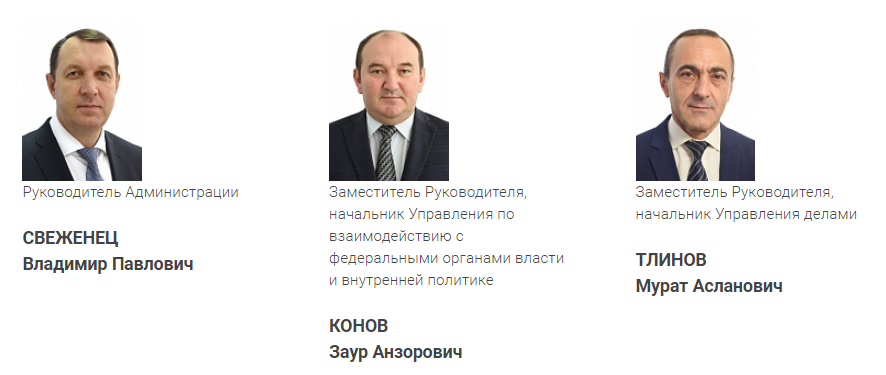 Руководитель Администрации
СВЕЖЕНЕЦ
Владимир Павлович
Заместитель Руководителя,
начальник Управления по
взаимодействию с
федеральными органами власти
и внутренней политике
КОНОВ
Заур Анзорович
Заместитель Руководителя,
начальник Управления делами
ТЛИНОВ
Мурат Асланович